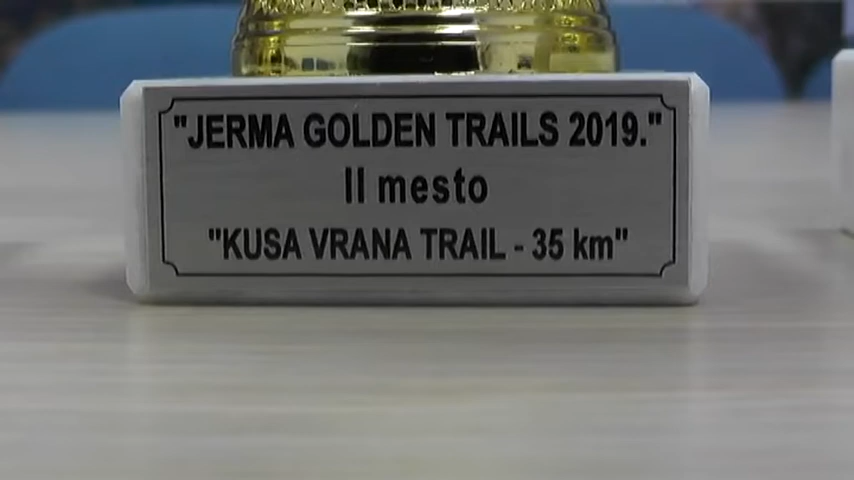 "JERMA GOLDEN TRAILS 2019."
II mesto
"KUSA VRANA TRAIL - 35 km"